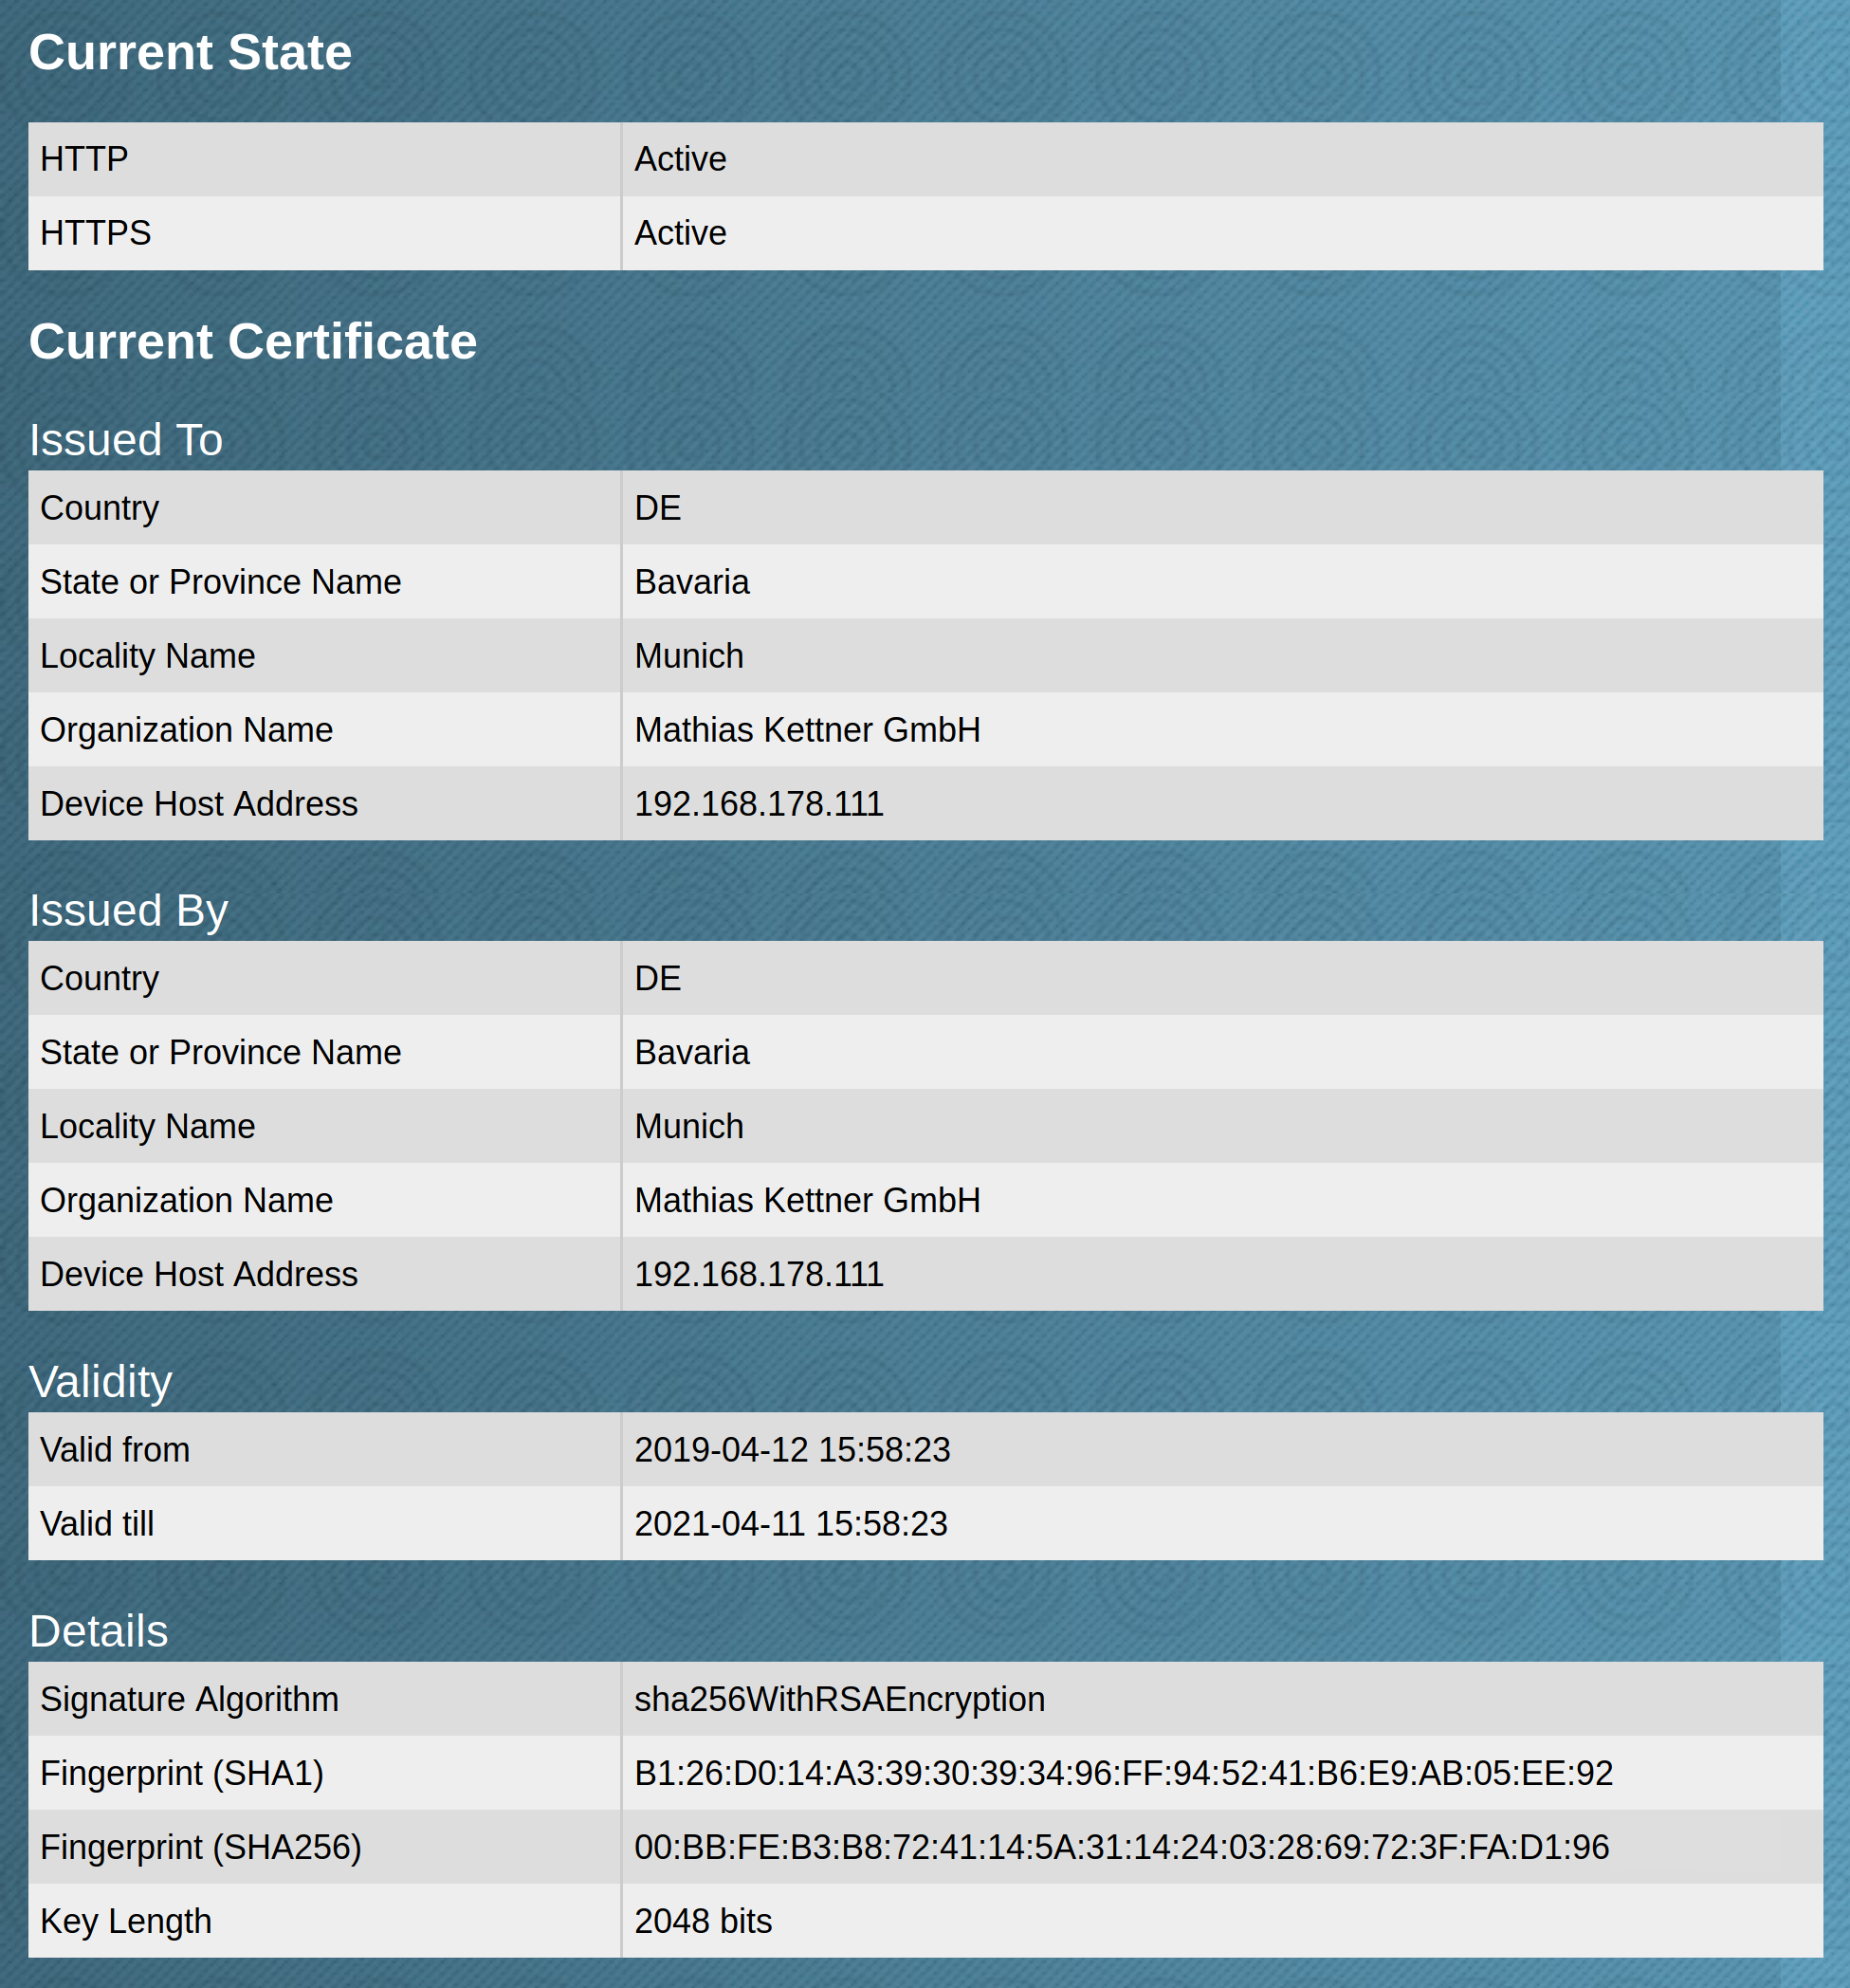 Current State
HTTP Active
HTTPS Active
Current Certificate
Issued To
Country DE
State or Province Name Bavaria
Locality Name Munich
Organization Name Mathias Kettner GmbH
Device Host Address 192.168.178.111
Issued By
Country DE
State or Province Name Bavaria
Locality Name Munich
Organization Name Mathias Kettner GmbH
Device Host Address 192.168.178.111
Validity
Valid from 2019-04-12 15:58:23
Valid till 2021-04-11 15:58:23
Details
Signature Algorithm sha256WithRSAEncryption
Fingerprint (SHA1) B1:26:D0:14:A3:39:30:39:34:96:FF:94:52:41:B6:E9:AB:05:EE:92
Fingerprint (SHA256) 00:BB:FE:B3:B8:72:41:14:5A:31:14:24:03:28:69:72:3F:FA:D1:96
Key Length 2048 bits